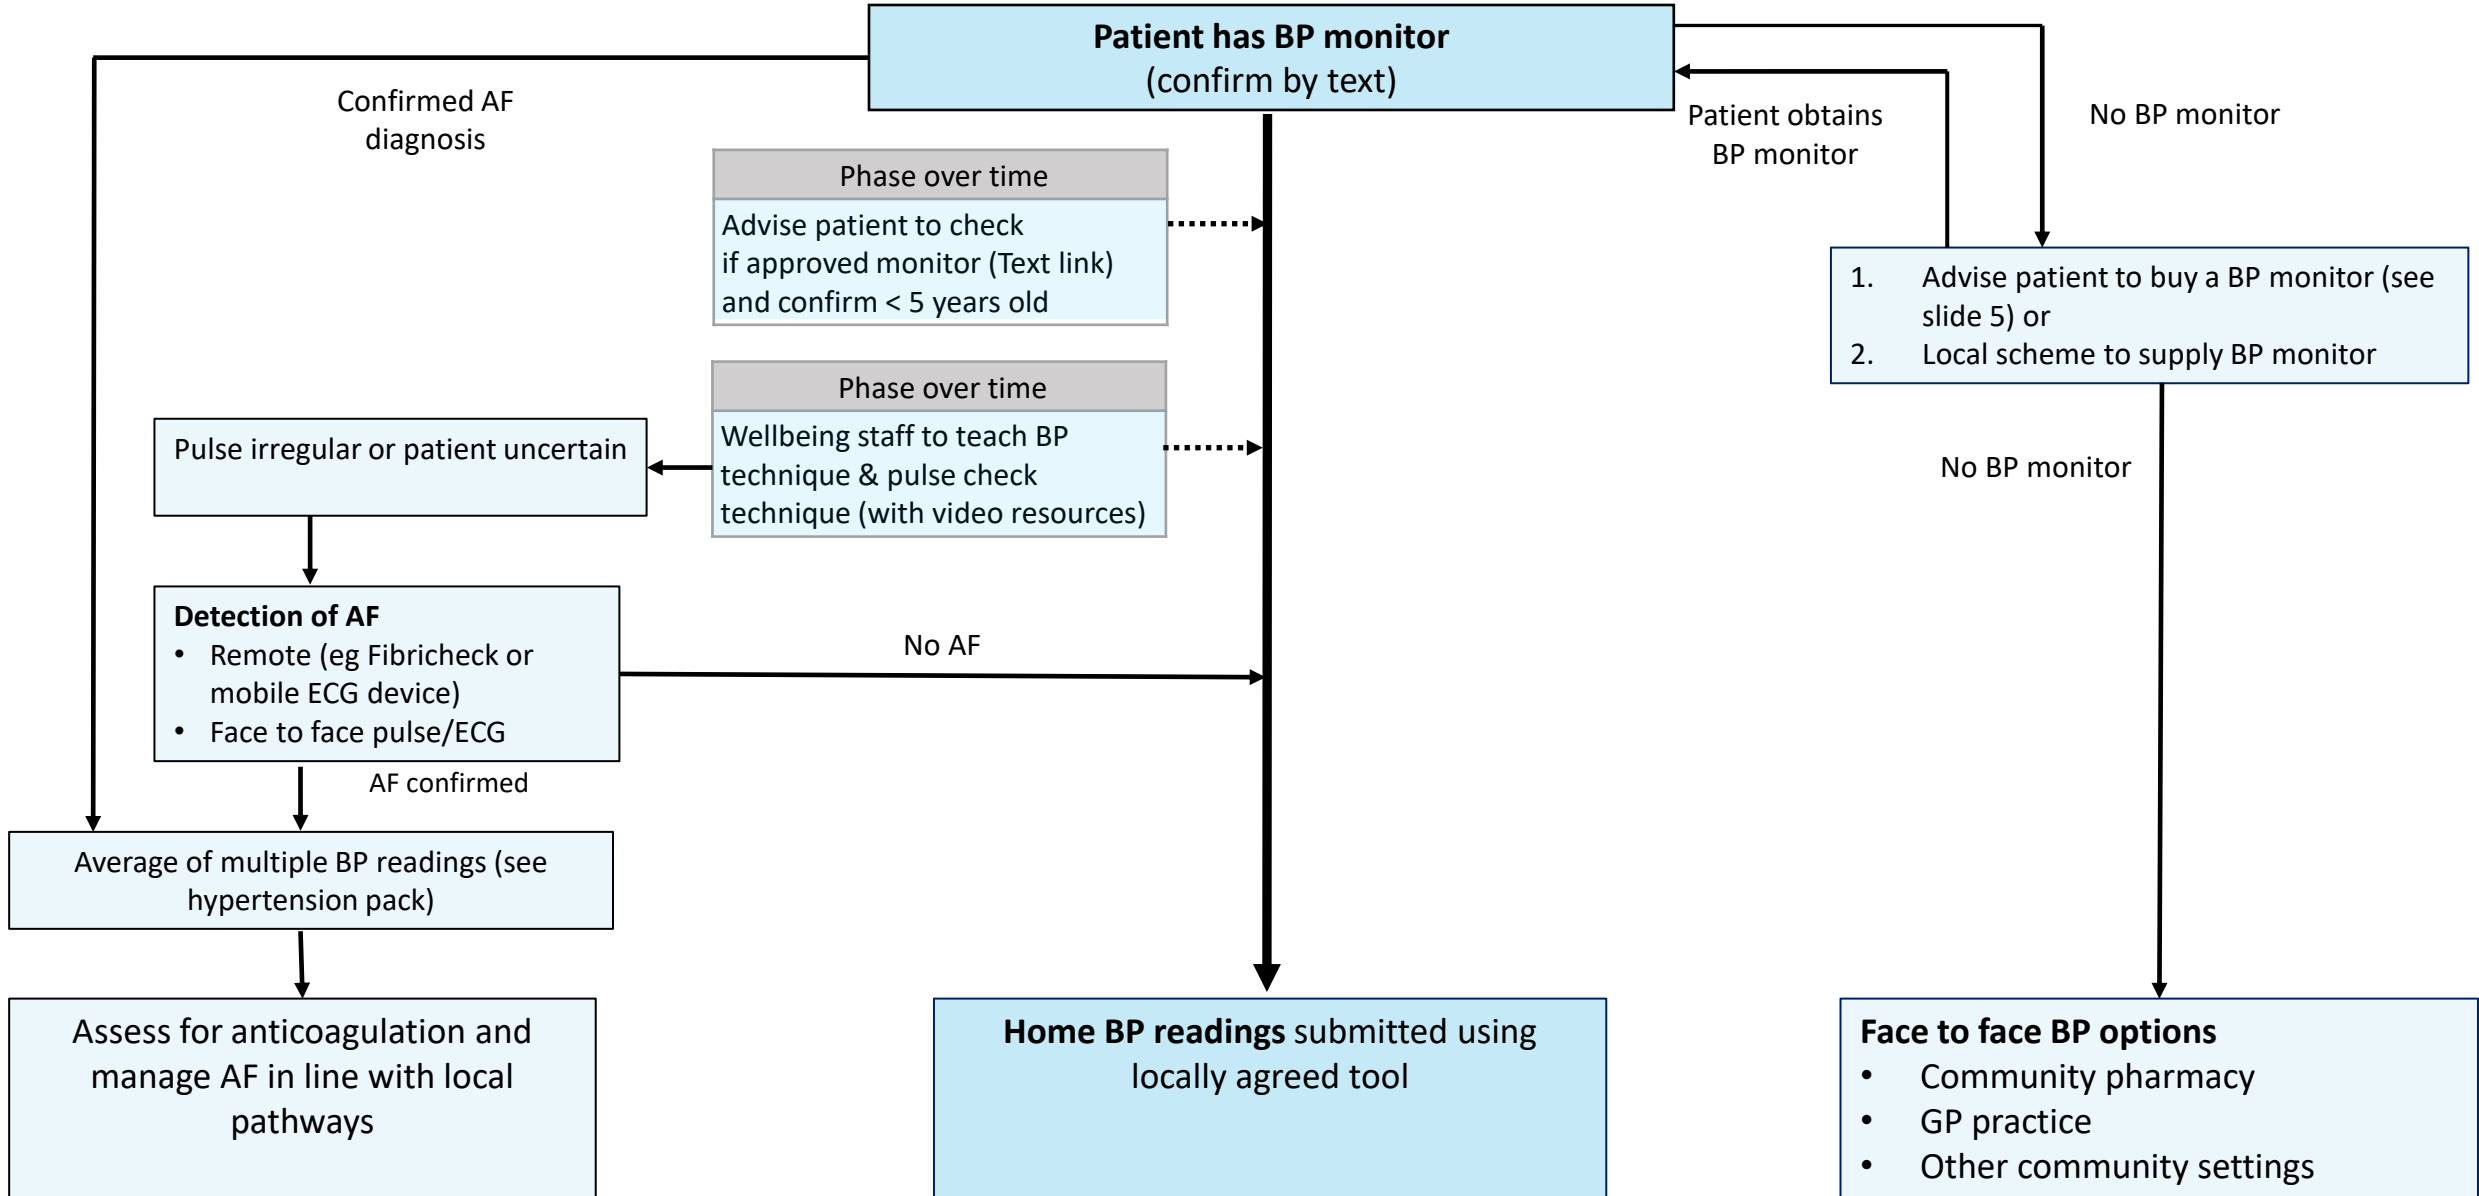 Patient has BP monitor
(confirm by text)
Confirmed AF
diagnosis
Patient obtains
BP monitor
No BP monitor
Phase over time
Advise patient to check
if approved monitor (Text link)
and confirm < 5 years old
1. Advise patient to buy a BP monitor (see
slide 5) or
2. Local scheme to supply BP monitor
Phase over time
Wellbeing staff to teach BP
technique & pulse check
technique (with video resources)
Pulse irregular or patient uncertain
No BP monitor
Detection of AF
• Remote (eg Fibricheck or
mobile ECG device)
• Face to face pulse/ECG
No AF
AF confirmed
Average of multiple BP readings (see
hypertension pack)
Assess for anticoagulation and
manage AF in line with local
pathways
Home BP readings submitted using
locally agreed tool
Face to face BP options
• Community pharmacy
• GP practice
• Other community settings